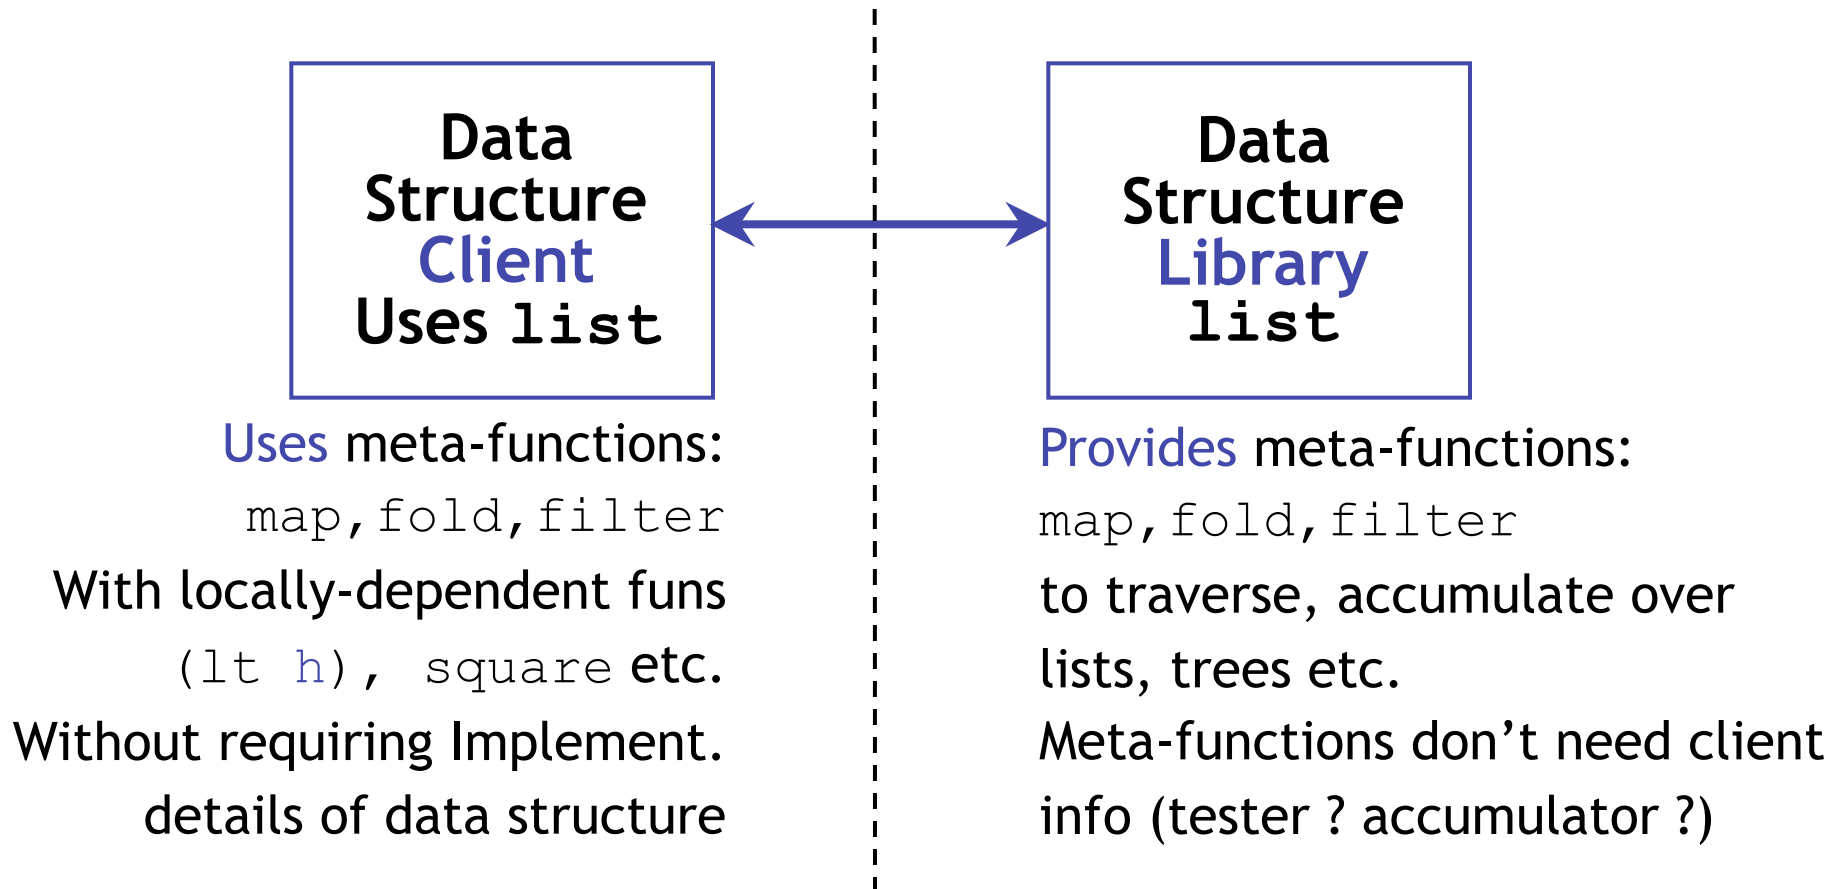 Data
Structure
Client
Uses list
Uses meta-functions:
map,fold,filter
With locally-dependent funs
(lt h), square etc.
Without requiring Implement.
details of data structure
Data
Structure
Library
list
Provides meta-functions:
map,fold,filter
to traverse, accumulate over
lists, trees etc.
Meta-functions don’t need client
info (tester ? accumulator ?)